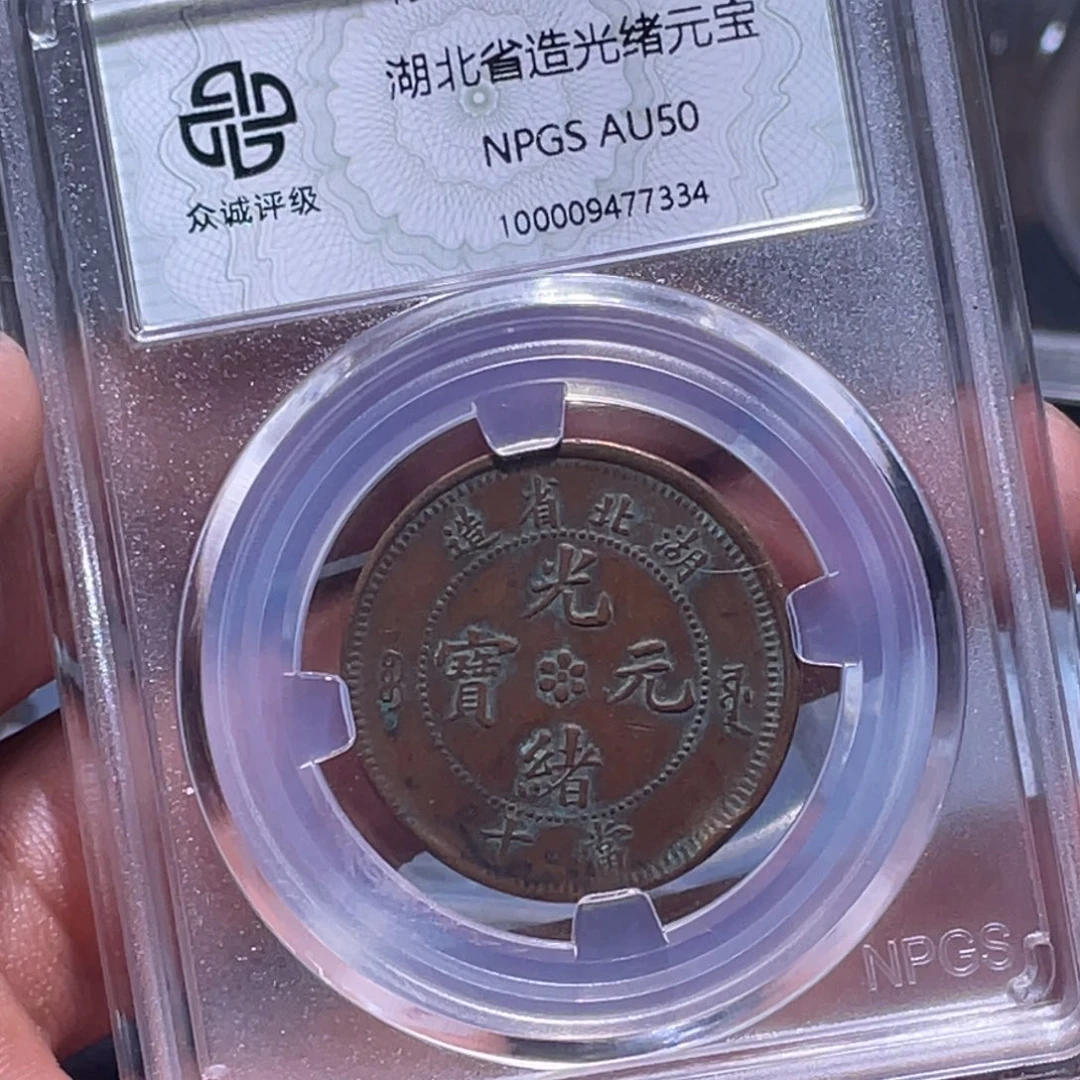 湖北省造光绪元宝
NPGS AU50
100009477334
众诚评级
造省北湖
光
寶元
緒
十當
NPGS